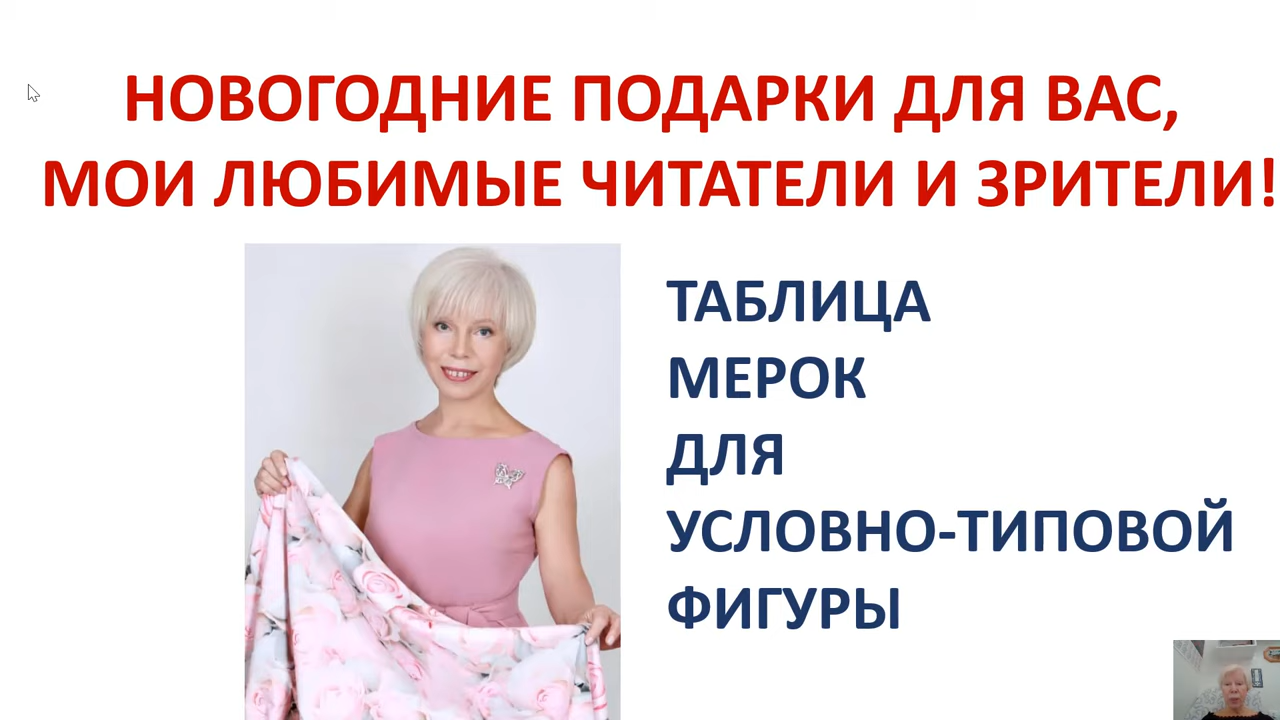 НОВОГОДНИЕ ПОДАРКИ ДЛЯ ВАС,
МОИ ЛЮБИМЫЕ ЧИТАТЕЛИ И ЗРИТЕЛИ!
ТАБЛИЦА
МЕРОК
ДЛЯ
УСЛОВНО-ТИПОВОЙ
ФИГУРЫ